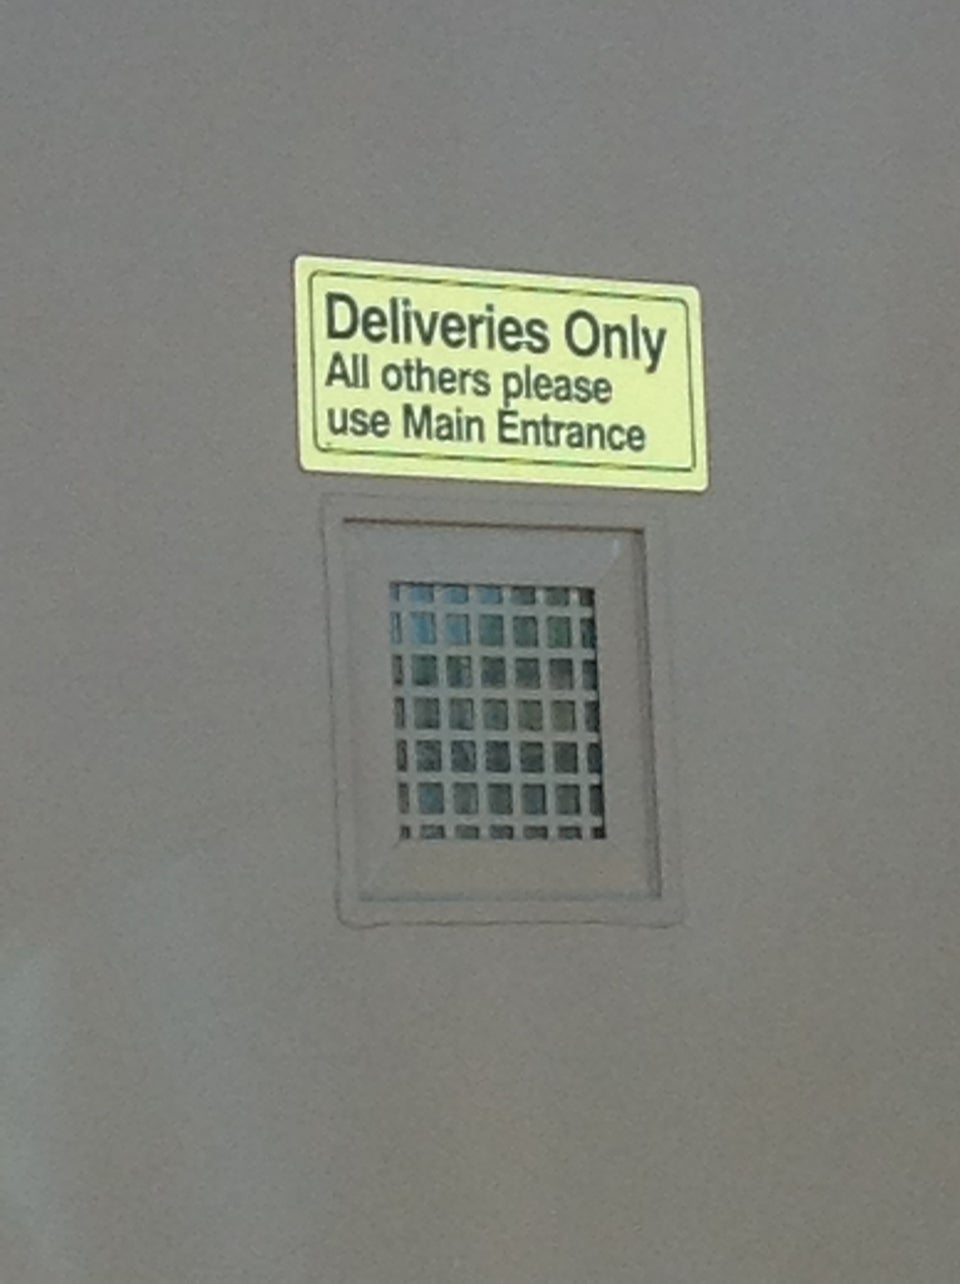 Deliveries Only
All others please
use Main Entrance